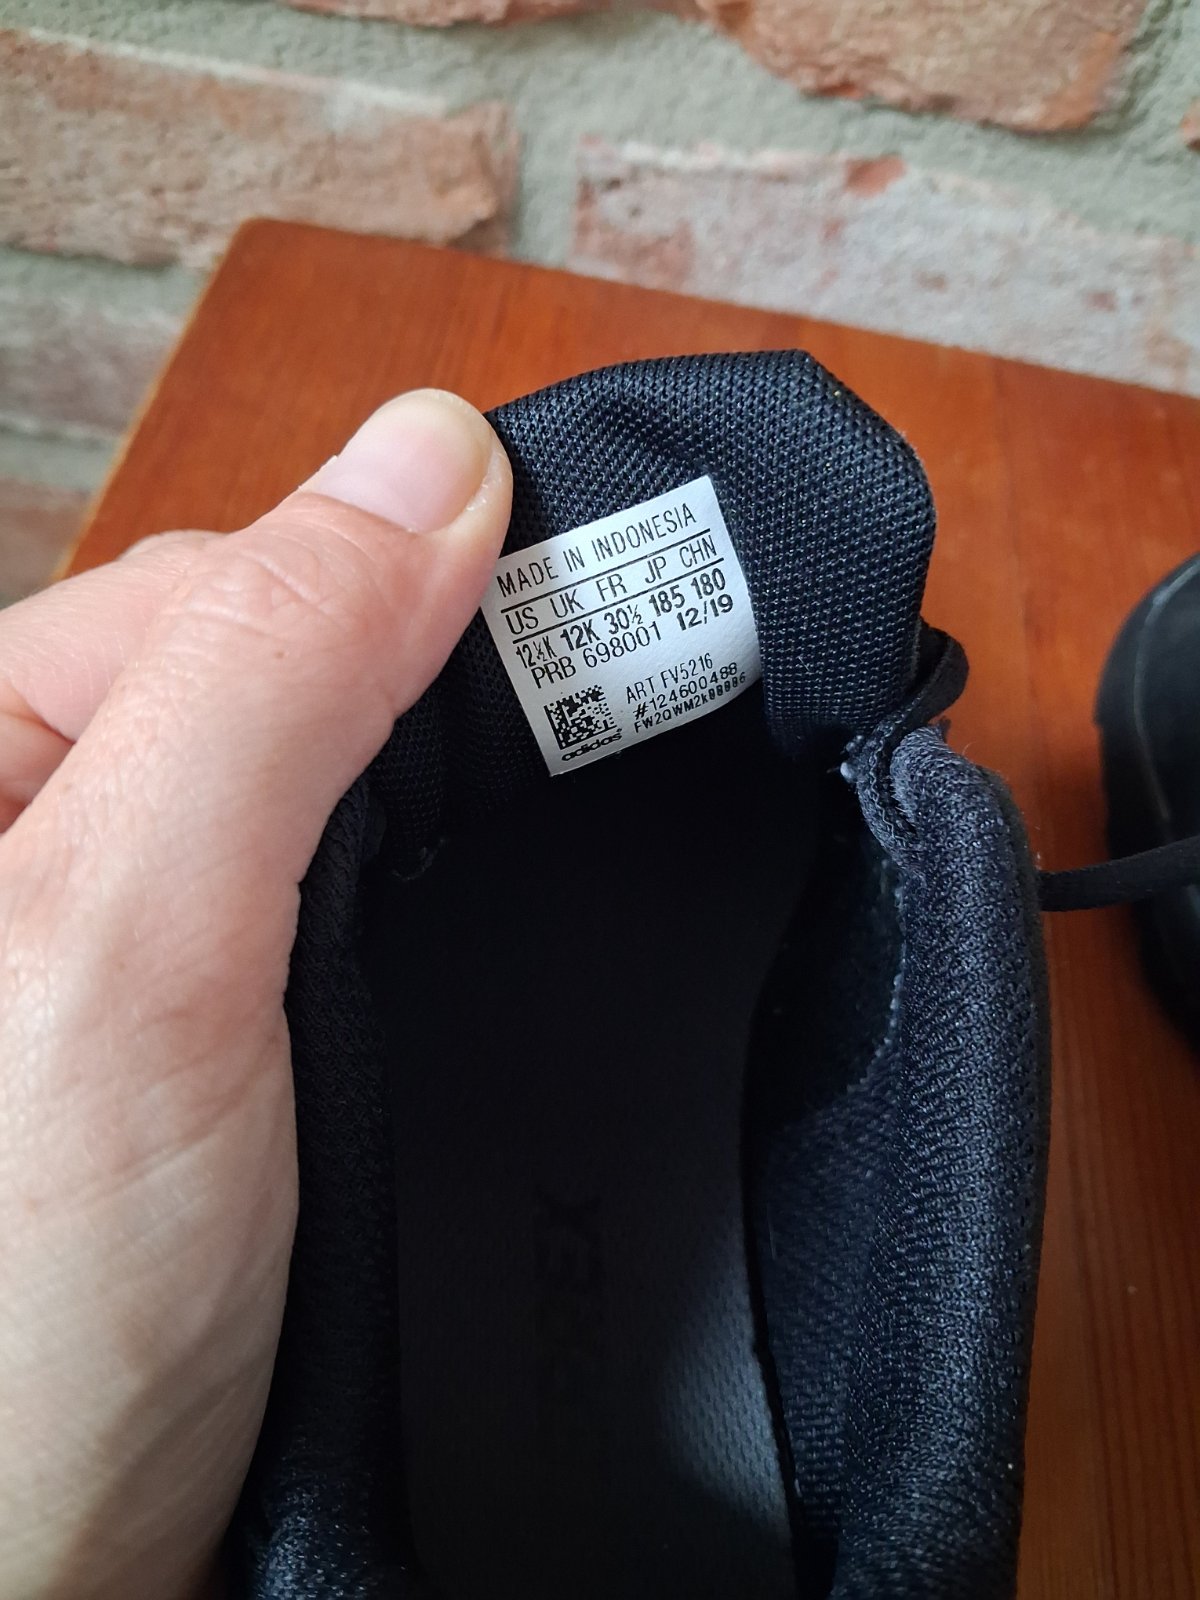 MADE IN INDONESIA
US UK FR JP CHN
12½K 12K 30½ 185 180
PRB 698001 12/19
ART FV5216
#124600488
adidas